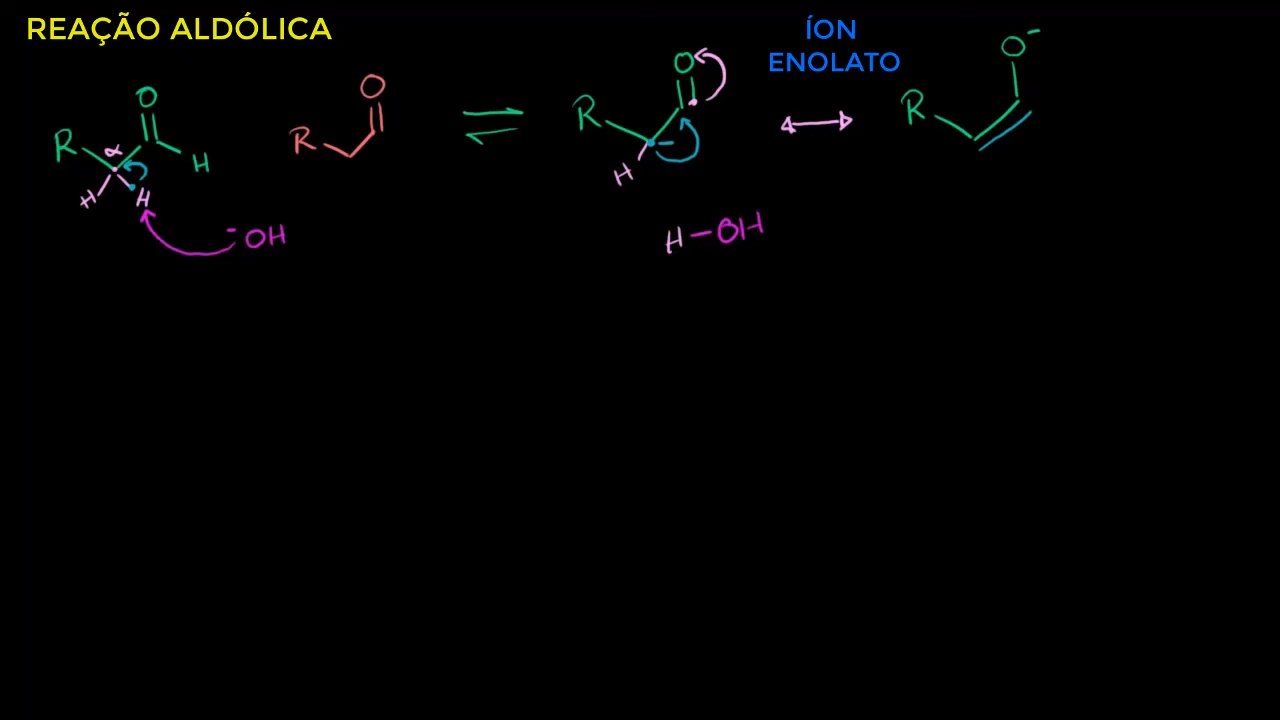 REAÇÃO ALDÓLICA
ÍON
ENOLATO
O
R α H
H H
-OH
O
R
O
R
H
H-OH
O-
R